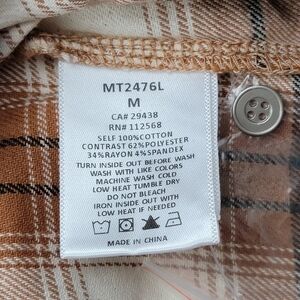 MT2476L
M
CA# 29438
RN# 112568
SELF 100%COTTON
CONTRAST 62%POLYESTER
34%RAYON 4%SPANDEX
TURN INSIDE OUT BEFORE WASH
WASH WITH LIKE COLORS
MACHINE WASH COLD
LOW HEAT TUMBLE DRY
DO NOT BLEACH
IRON INSIDE OUT WITH
LOW HEAT IF NEEDED
MADE IN CHINA